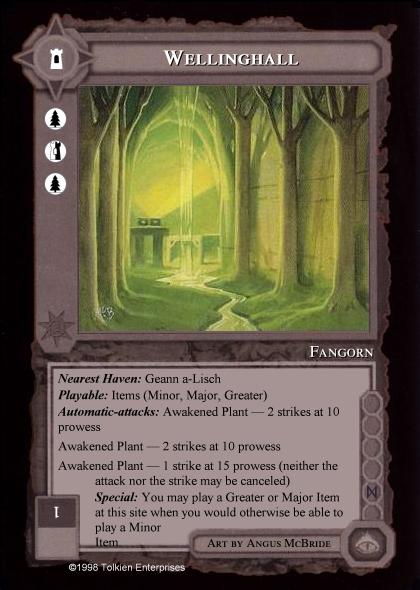 WELLINGHALL
FANGORN
Nearest Haven: Geann a-Lisch
Playable: Items (Minor, Major, Greater)
Automatic-attacks: Awakened Plant — 2 strikes at 10
prowess
Awakened Plant — 2 strikes at 10 prowess
Awakened Plant — 1 strike at 15 prowess (neither the
attack nor the strike may be canceled)
Special: You may play a Greater or Major Item
at this site when you would otherwise be able to
play a Minor
Item
1
ART BY ANGUS MCBRIDE
©1998 Tolkien Enterprises